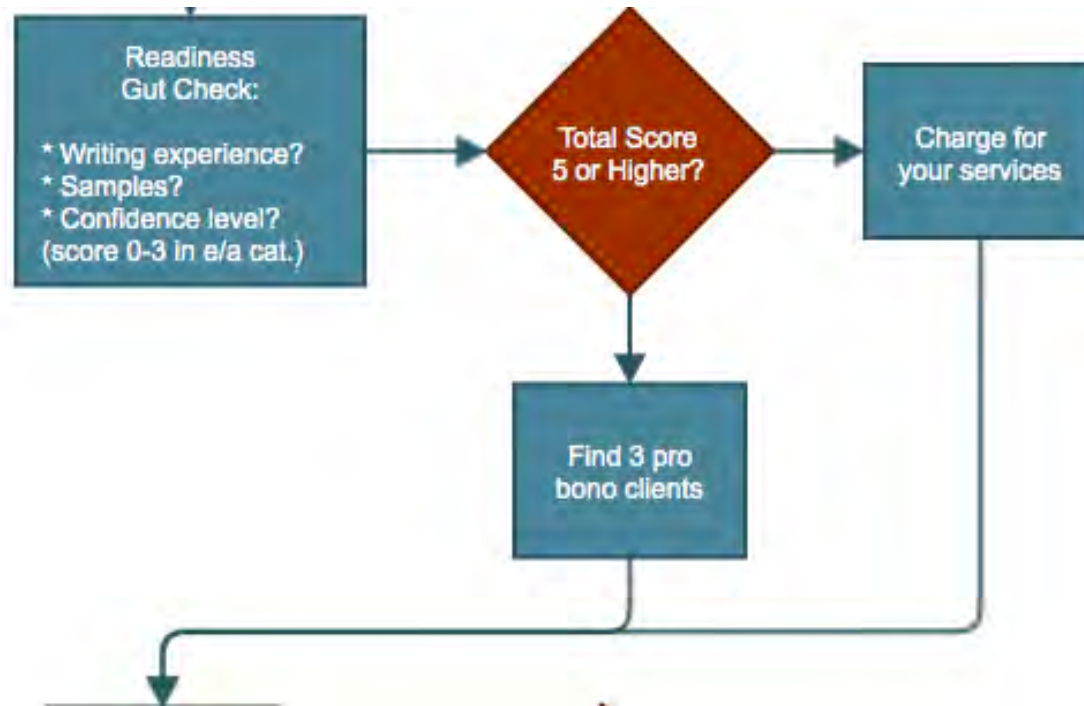 Readiness
Gut Check:
* Writing experience?
* Samples?
* Confidence level?
(score 0-3 in e/a cat.)
Total Score
5 or Higher?
Charge for
your services
Find 3 pro
bono clients